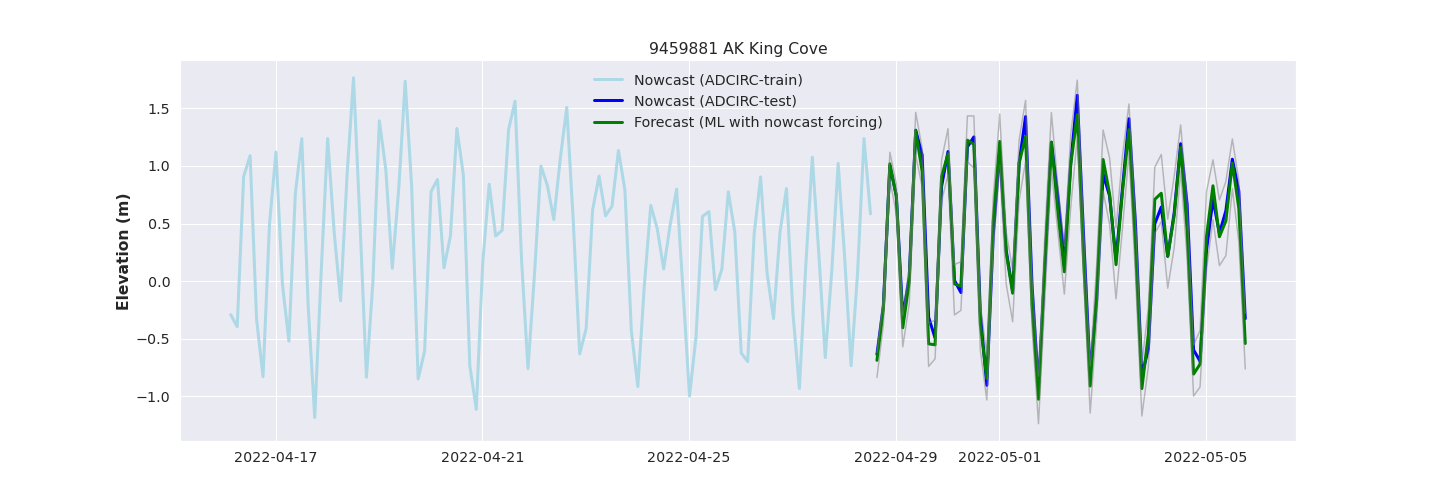 9459881 AK King Cove
Nowcast (ADCIRC-train)
Nowcast (ADCIRC-test)
Forecast (ML with nowcast forcing)
Elevation (m)
1.5
1.0
0.5
0.0
−0.5
−1.0
2022-04-17 2022-04-21 2022-04-25 2022-04-29 2022-05-01 2022-05-05